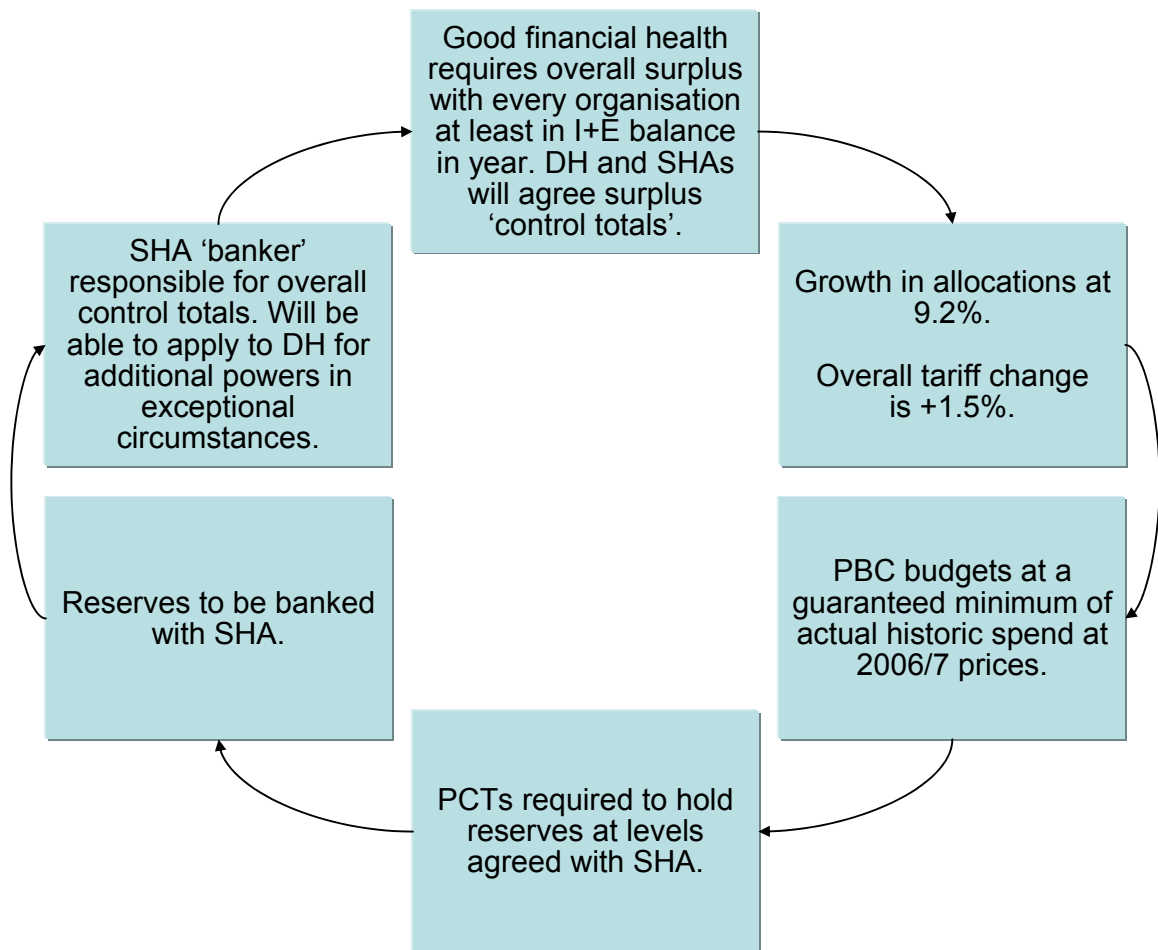 Good financial health
requires overall surplus
with every organisation
at least in I+E balance
in year. DH and SHAs
will agree surplus
‘control totals’.
Growth in allocations at
9.2%.
Overall tariff change
is +1.5%.
PBC budgets at a
guaranteed minimum of
actual historic spend at
2006/7 prices.
PCTs required to hold
reserves at levels
agreed with SHA.
Reserves to be banked
with SHA.
SHA ‘banker’
responsible for overall
control totals. Will be
able to apply to DH for
additional powers in
exceptional
circumstances.